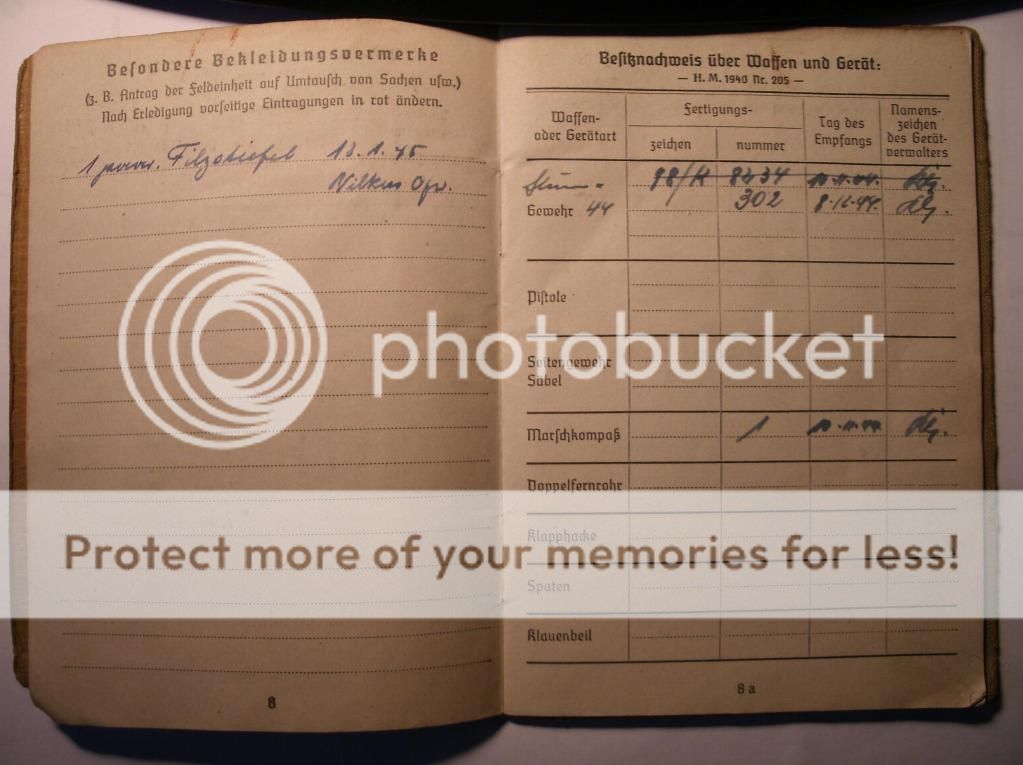 Besondere Bekleidungsvermerke
(z. B. Antrag der Feldeinheit auf Umtausch von Sachen usw.)
Nach Erledigung vorseitige Eintragungen in rot ändern.
1 Filzstiefel 13.1.45
8
Besitznachweis über Waffen und Gerät:
— H. M. 1940 Nr. 205 —
Waffen- oder Gerätart
Fertigungs-
zeichen
nummer
Tag des Empfangs
Namens-zeichen des Gerät-verwalters
98/K 8234
Gewehr 44 302 8.12.44.
Pistole
Seitengewehr
Säbel
Marschkompaß 1
Doppelfernrohr
Klapphacke
Spaten
Klauenbeil
8a
photobucket
Protect more of your memories for less!